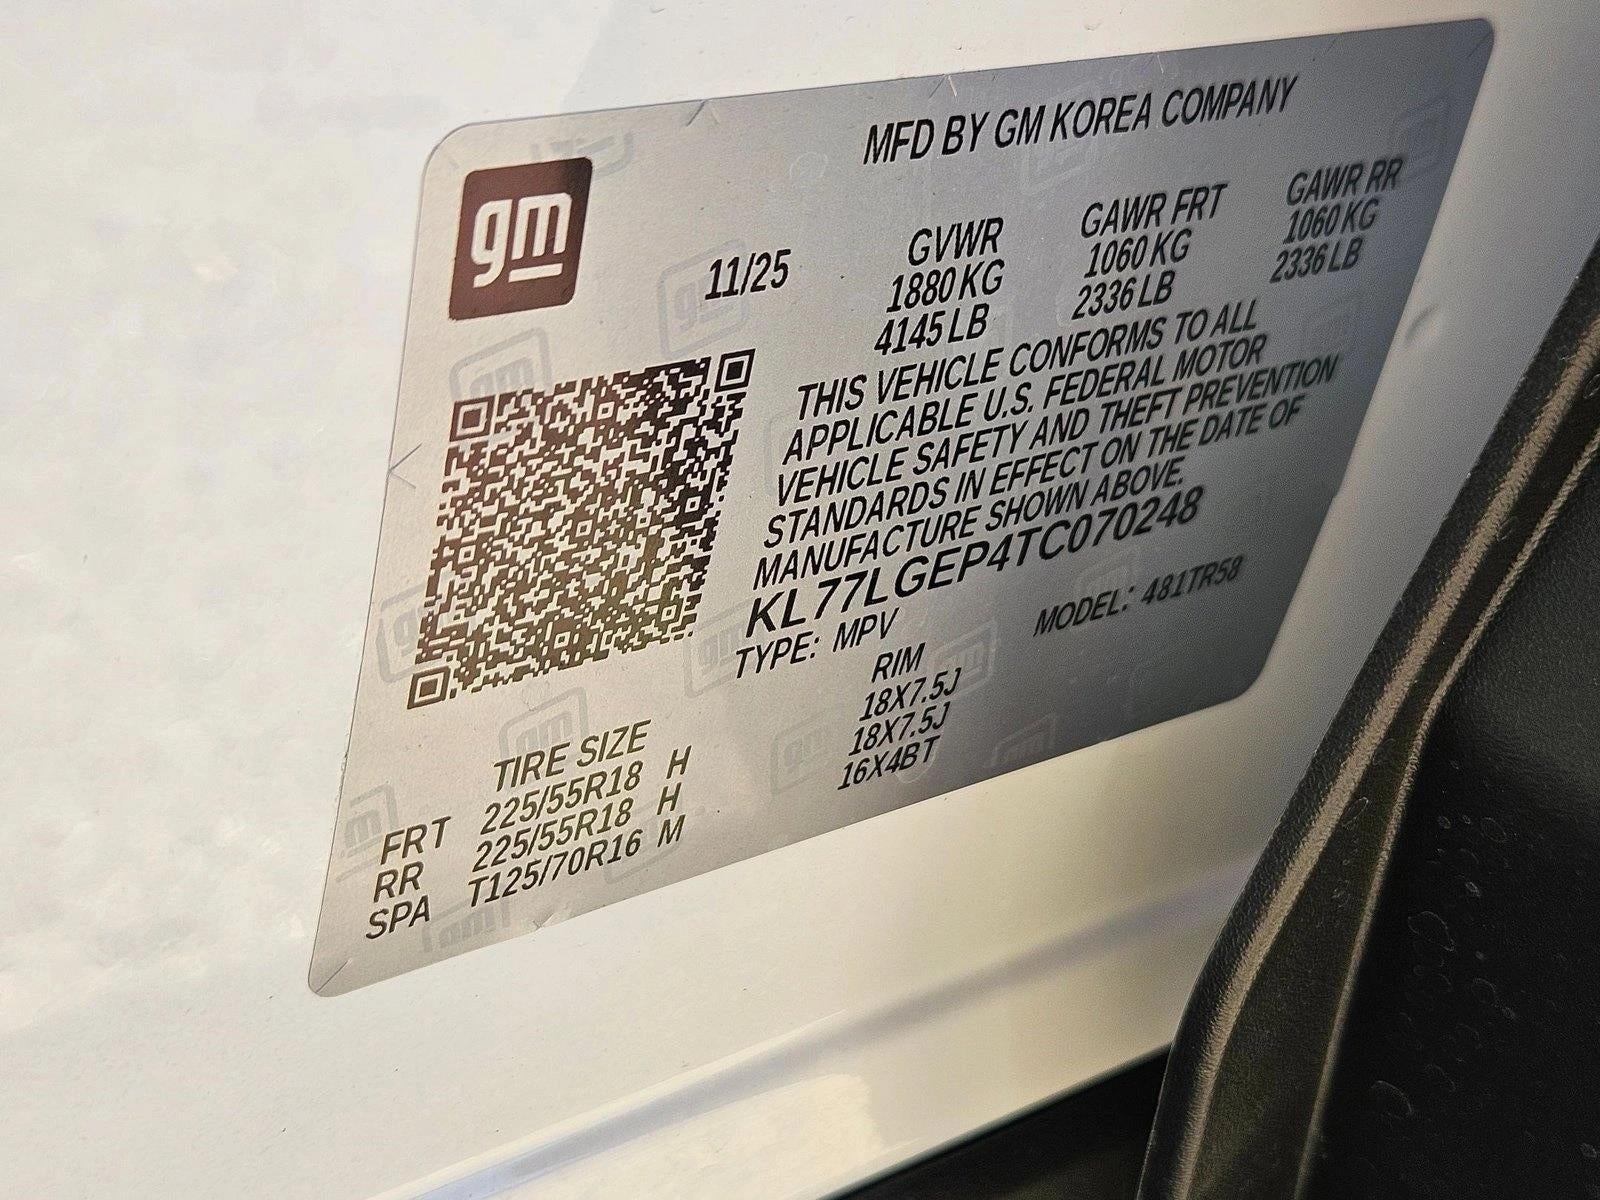 MFD BY GM KOREA COMPANY
gm
11/25
GVWR GAWR FRT GAWR RR
1880 KG 1060 KG 1060 KG
4145 LB 2336 LB 2336 LB
THIS VEHICLE CONFORMS TO ALL
APPLICABLE U.S. FEDERAL MOTOR
VEHICLE SAFETY AND THEFT PREVENTION
STANDARDS IN EFFECT ON THE DATE OF
MANUFACTURE SHOWN ABOVE.
KL77LGEP4TC070248
TYPE: MPV MODEL: 481TR58
TIRE SIZE RIM
FRT 225/55R18 H 18X7.5J
RR 225/55R18 H 18X7.5J
SPA T125/70R16 M 16X4BT